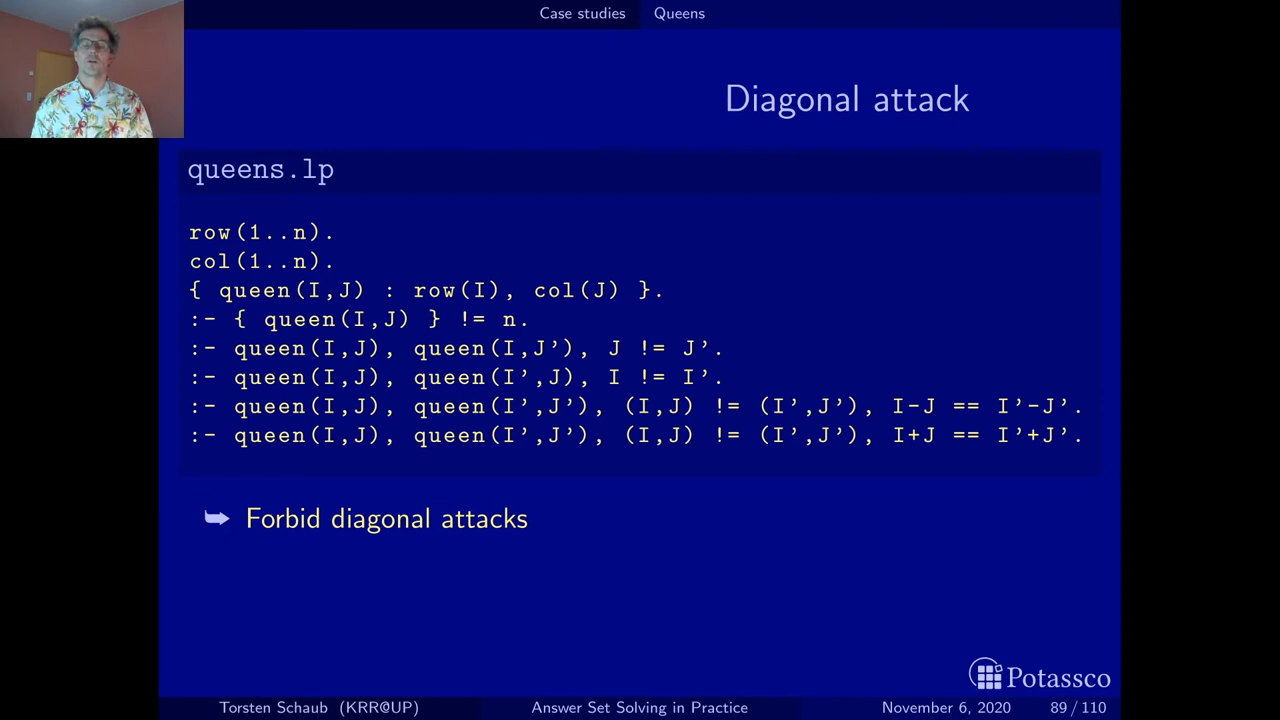 Case studies Queens
Diagonal attack
queens.lp
row(1..n).
col(1..n).
{ queen(I,J) : row(I), col(J) }.
:- { queen(I,J) } != n.
:- queen(I,J), queen(I,J’), J != J’.
:- queen(I,J), queen(I’,J), I != I’.
:- queen(I,J), queen(I’,J’), (I,J) != (I’,J’), I-J == I’-J’.
:- queen(I,J), queen(I’,J’), (I,J) != (I’,J’), I+J == I’+J’.
➥ Forbid diagonal attacks
Potassco
Torsten Schaub (KRR@UP) Answer Set Solving in Practice November 6, 2020 89 / 110